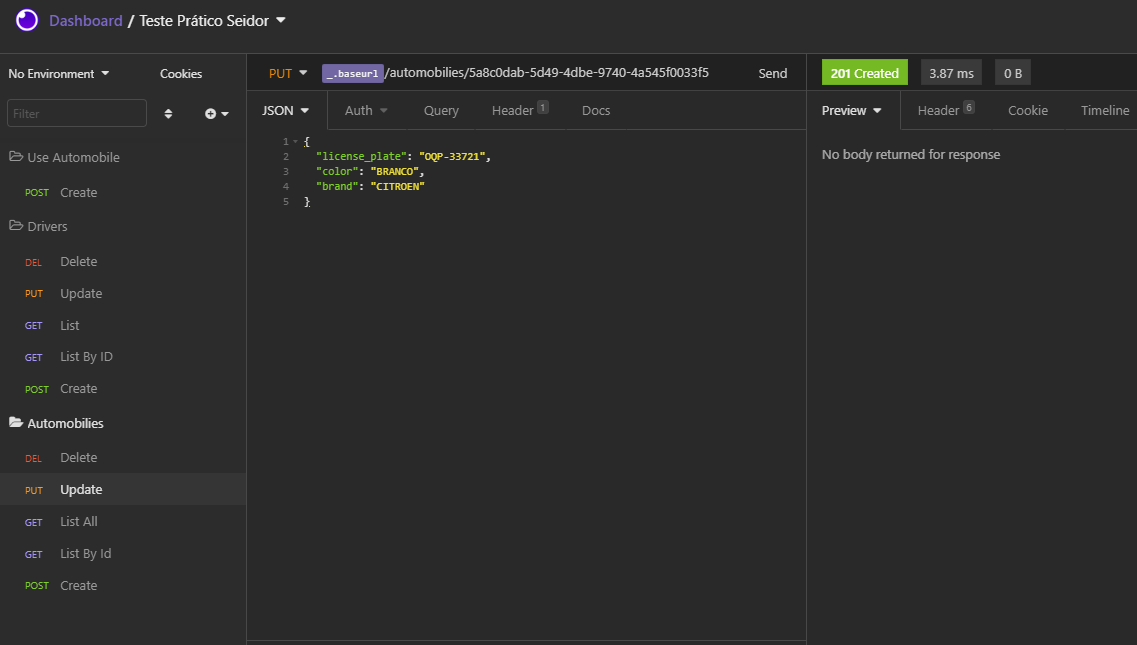 Dashboard / Teste Prático Seidor
No Environment
Cookies
Filter
Use Automobile
POST Create
Drivers
DEL Delete
PUT Update
GET List
GET List By ID
POST Create
Automobilies
DEL Delete
PUT Update
GET List All
GET List By Id
POST Create
PUT _.baseurl/automobilies/5a8c0dab-5d49-4dbe-9740-4a545f0033f5 Send
JSON Auth Query Header 1 Docs
1 {
2 "license_plate": "OQP-33721",
3 "color": "BRANCO",
4 "brand": "CITROEN"
5 }
201 Created 3.87 ms 0 B
Preview Header 6 Cookie Timeline
No body returned for response